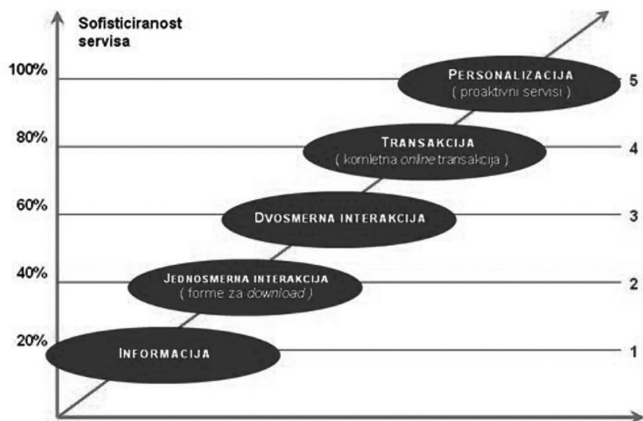 Sofisticiranost
servisa
100%
PERSONALIZACIJA
( proaktivni servisi )
5
80%
TRANSAKCIJA
( komletna online transakcija )
4
60%
DVOSMERNA INTERAKCIJA
3
40%
JEDNOSMERNA INTERAKCIJA
( forme za download )
2
20%
INFORMACIJA
1